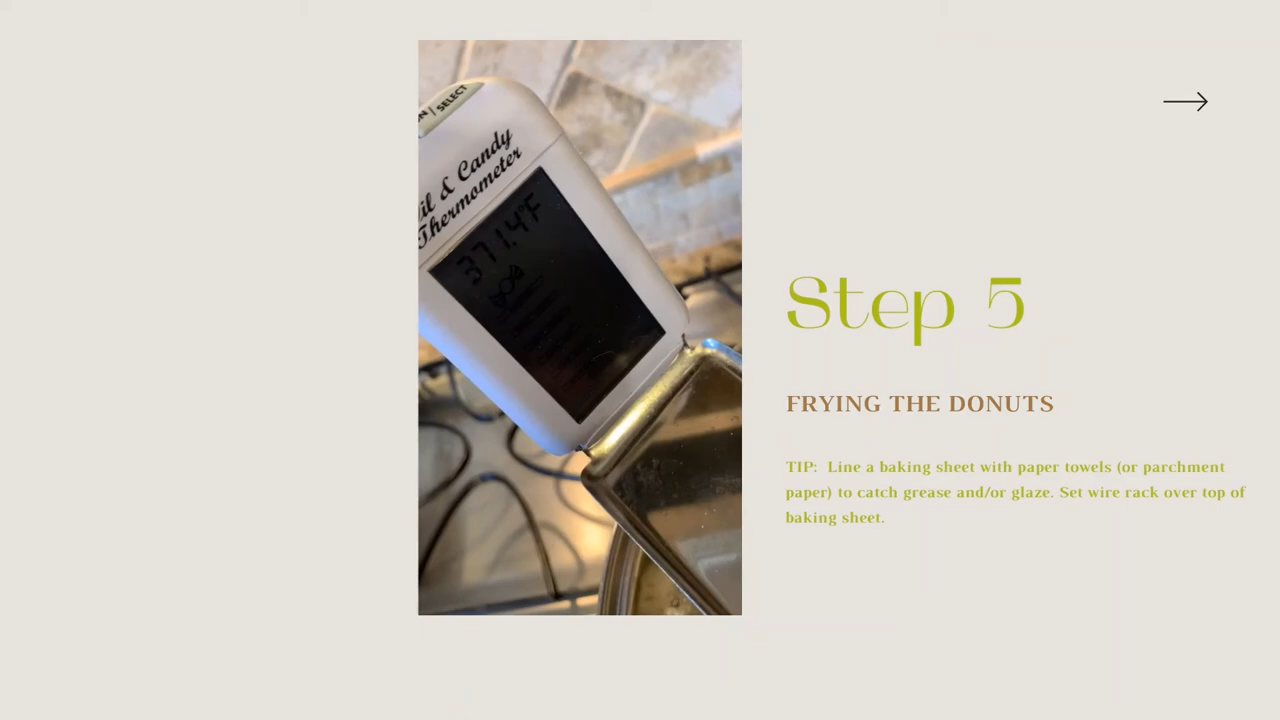 N | SELECT
il & Candy
Thermometer
371.4°F
Step 5
FRYING THE DONUTS
TIP:  Line a baking sheet with paper towels (or parchment
paper) to catch grease and/or glaze. Set wire rack over top of
baking sheet.